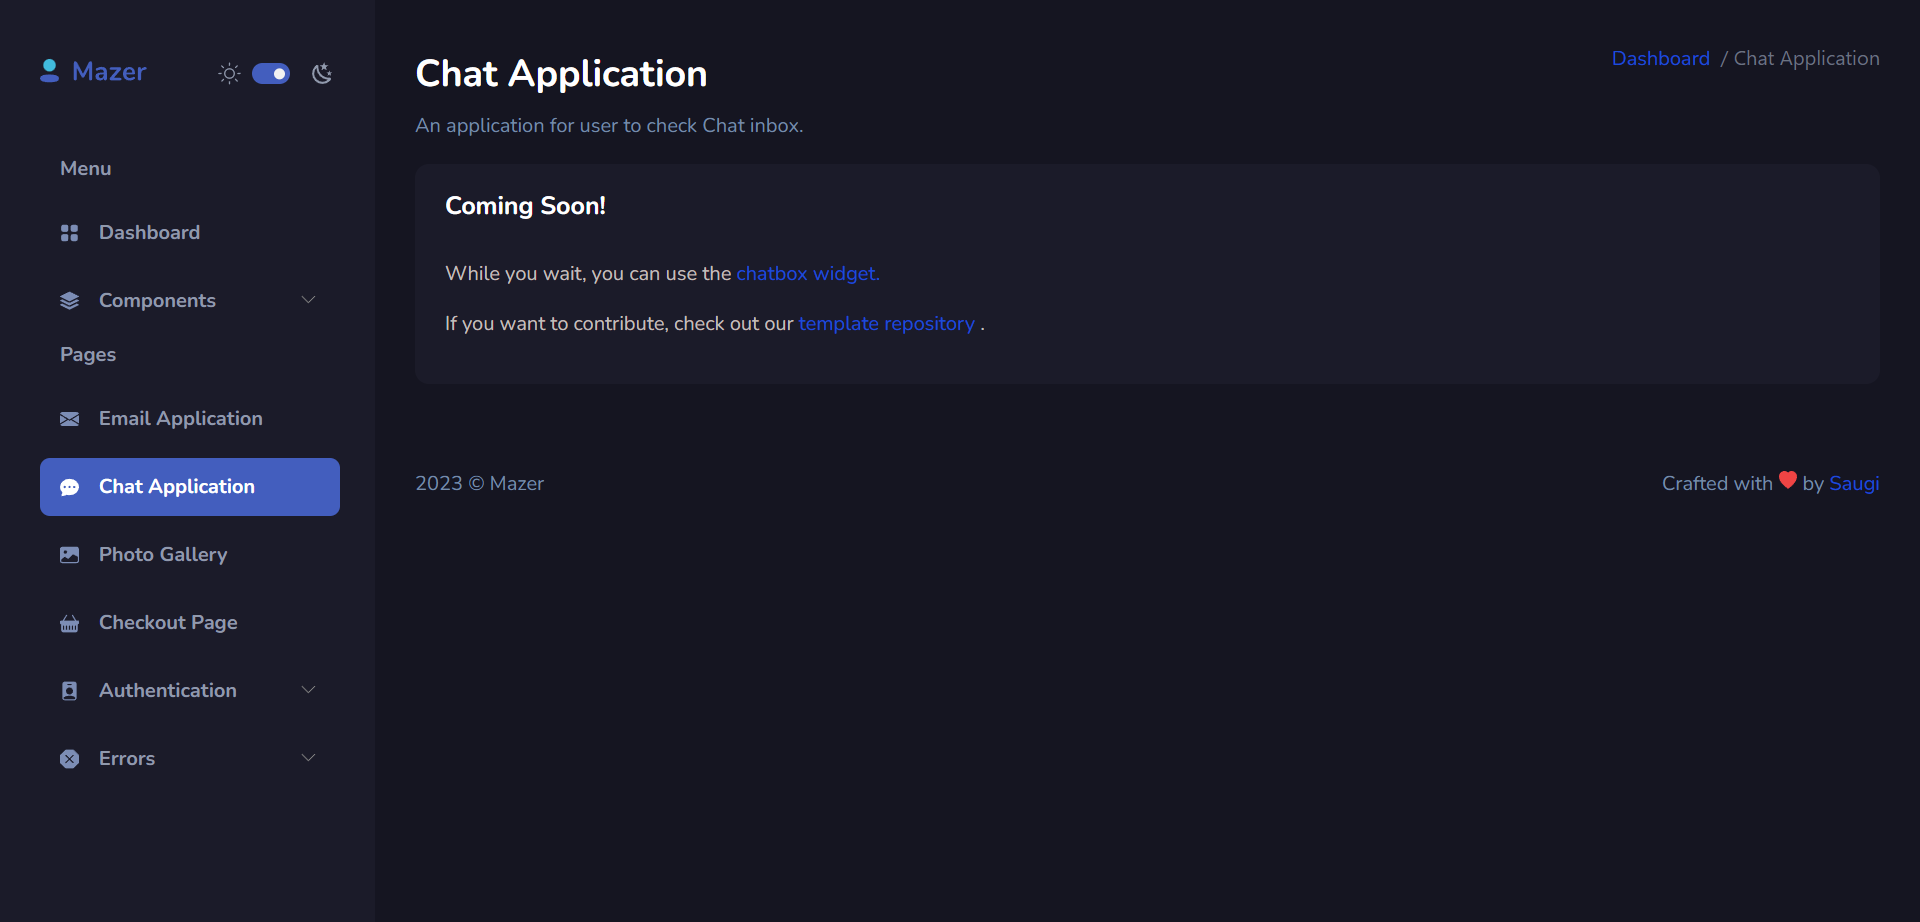 Mazer
Menu
Dashboard
Components
Pages
Email Application
Chat Application
Photo Gallery
Checkout Page
Authentication
Errors
Chat Application
Dashboard / Chat Application
An application for user to check Chat inbox.
Coming Soon!
While you wait, you can use the chatbox widget.
If you want to contribute, check out our template repository .
2023 © Mazer
Crafted with ❤ by Saugi